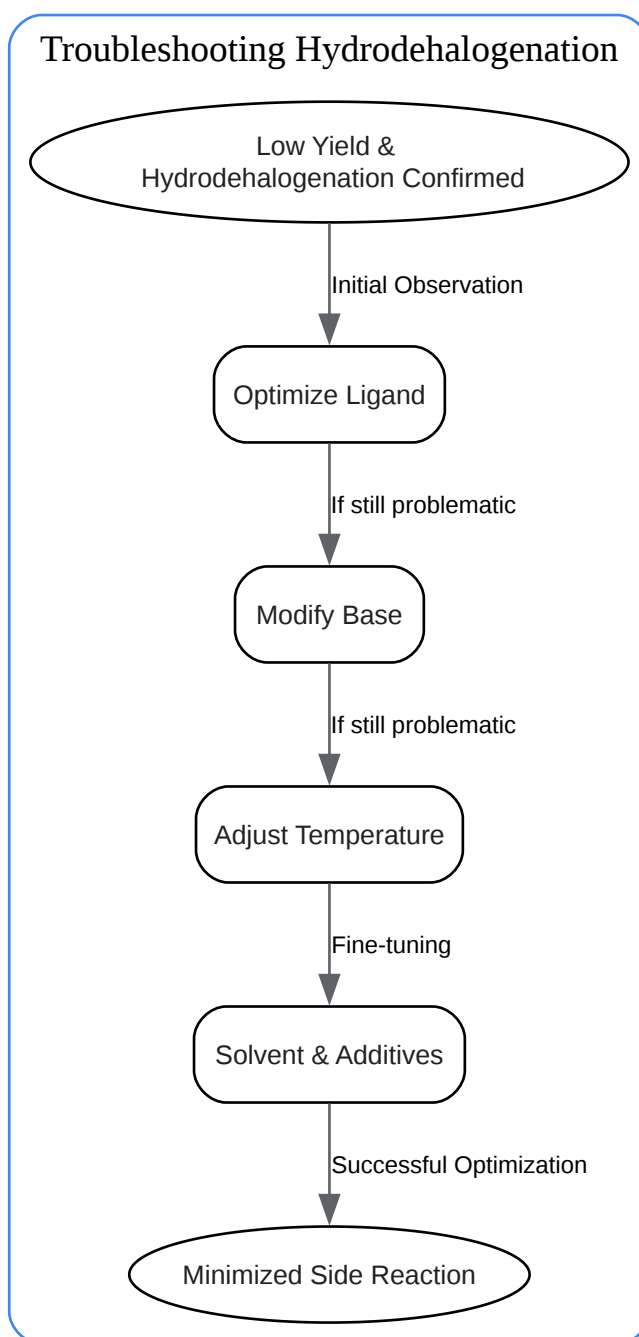 Troubleshooting Hydrodehalogenation
Low Yield &
Hydrodehalogenation Confirmed
Initial Observation
Optimize Ligand
If still problematic
Modify Base
If still problematic
Adjust Temperature
Fine-tuning
Solvent & Additives
Successful Optimization
Minimized Side Reaction